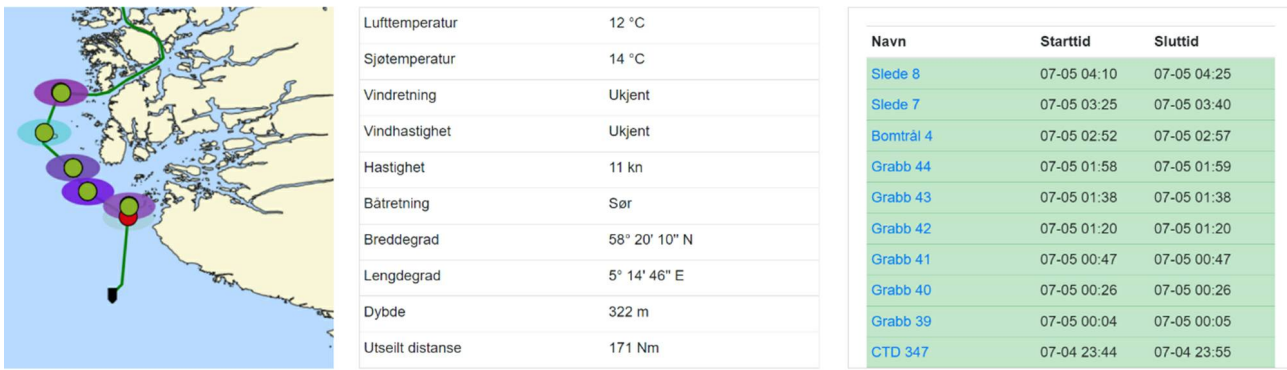 Lufttemperatur 12 °C
Sjøtemperatur 14 °C
Vindretning Ukjent
Vindhastighet Ukjent
Hastighet 11 kn
Båtretning Sør
Breddegrad 58° 20' 10" N
Lengdegrad 5° 14' 46" E
Dybde 322 m
Utseilt distanse 171 Nm
Navn Starttid Sluttid
Slede 8 07-05 04:10 07-05 04:25
Slede 7 07-05 03:25 07-05 03:40
Bomtrål 4 07-05 02:52 07-05 02:57
Grabb 44 07-05 01:58 07-05 01:59
Grabb 43 07-05 01:38 07-05 01:38
Grabb 42 07-05 01:20 07-05 01:20
Grabb 41 07-05 00:47 07-05 00:47
Grabb 40 07-05 00:26 07-05 00:26
Grabb 39 07-05 00:04 07-05 00:05
CTD 347 07-04 23:44 07-04 23:55